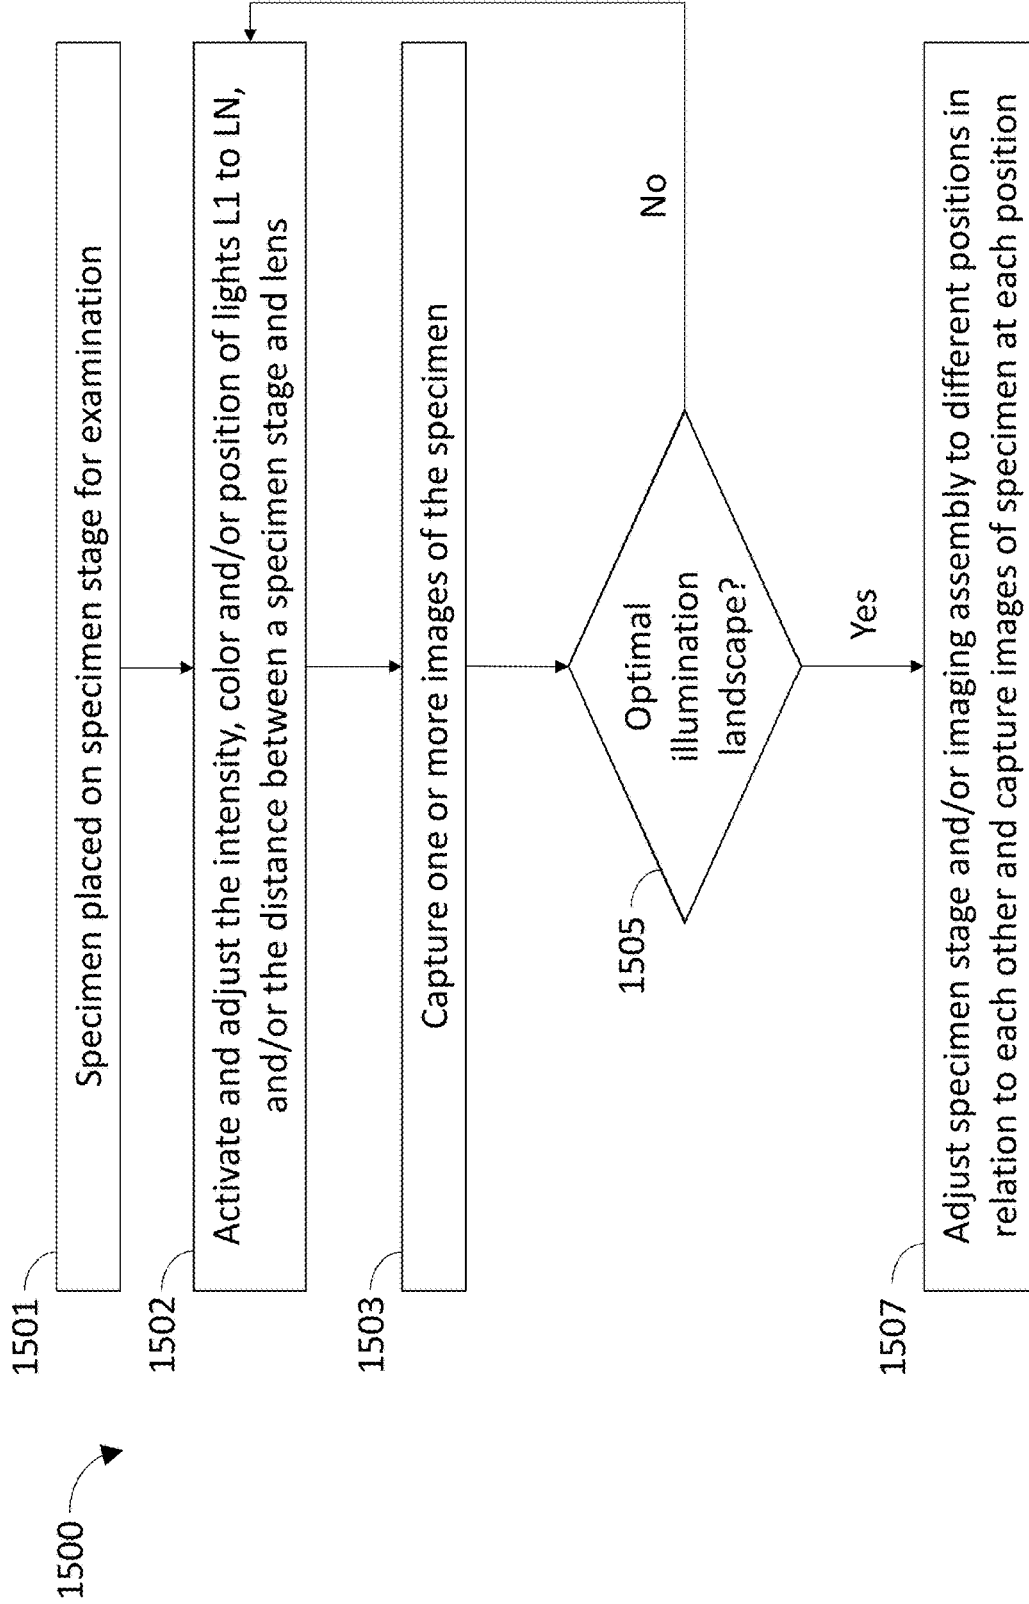 1500
1501
Specimen placed on specimen stage for examination
1502
Activate and adjust the intensity, color and/or position of lights L1 to LN,
and/or the distance between a specimen stage and lens
1503
Capture one or more images of the specimen
1505
Optimal
illumination
landscape?
No
Yes
1507
Adjust specimen stage and/or imaging assembly to different positions in
relation to each other and capture images of specimen at each position